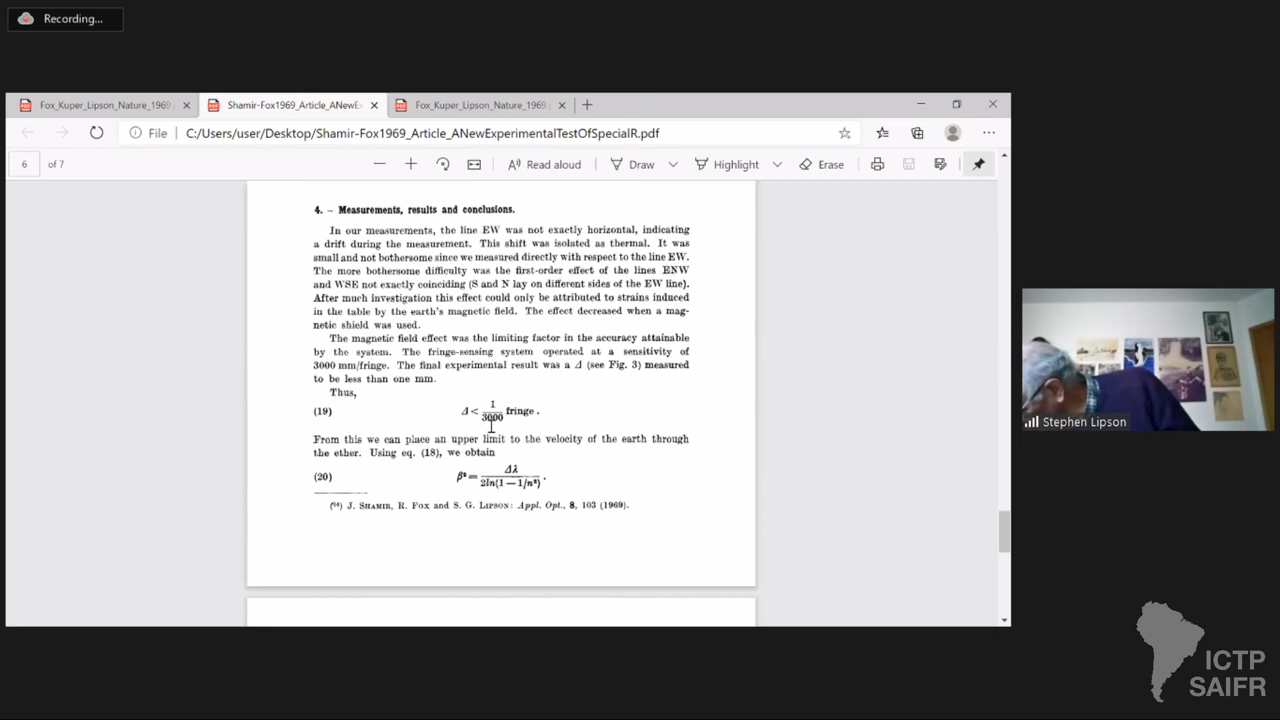 Recording...
Fox_Kuper_Lipson_Nature_1969
Shamir-Fox1969_Article_ANewE
Fox_Kuper_Lipson_Nature_1969
File
C:/Users/user/Desktop/Shamir-Fox1969_Article_ANewExperimentalTestOfSpecialR.pdf
6 of 7
Read aloud
Draw
Highlight
Erase
4. – Measurements, results and conclusions.
In our measurements, the line EW was not exactly horizontal, indicating
a drift during the measurement. This shift was isolated as thermal. It was
small and not bothersome since we measured directly with respect to the line EW.
The more bothersome difficulty was the first-order effect of the lines ENW
and WSE not exactly coinciding (S and N lay on different sides of the EW line).
After much investigation this effect could only be attributed to strains induced
in the table by the earth's magnetic field. The effect decreased when a mag-
netic shield was used.
The magnetic field effect was the limiting factor in the accuracy attainable
by the system. The fringe-sensing system operated at a sensitivity of
3000 mm/fringe. The final experimental result was a Δ (see Fig. 3) measured
to be less than one mm.
Thus,
(19) Δ < 1/3000 fringe .
From this we can place an upper limit to the velocity of the earth through
the ether. Using eq. (18), we obtain
(20) β² = Δλ / 2ln(1 − 1/n²) .
(¹⁴) J. SHAMIR, R. FOX and S. G. LIPSON: Appl. Opt., 8, 103 (1969).
Stephen Lipson
ICTP
SAIFR